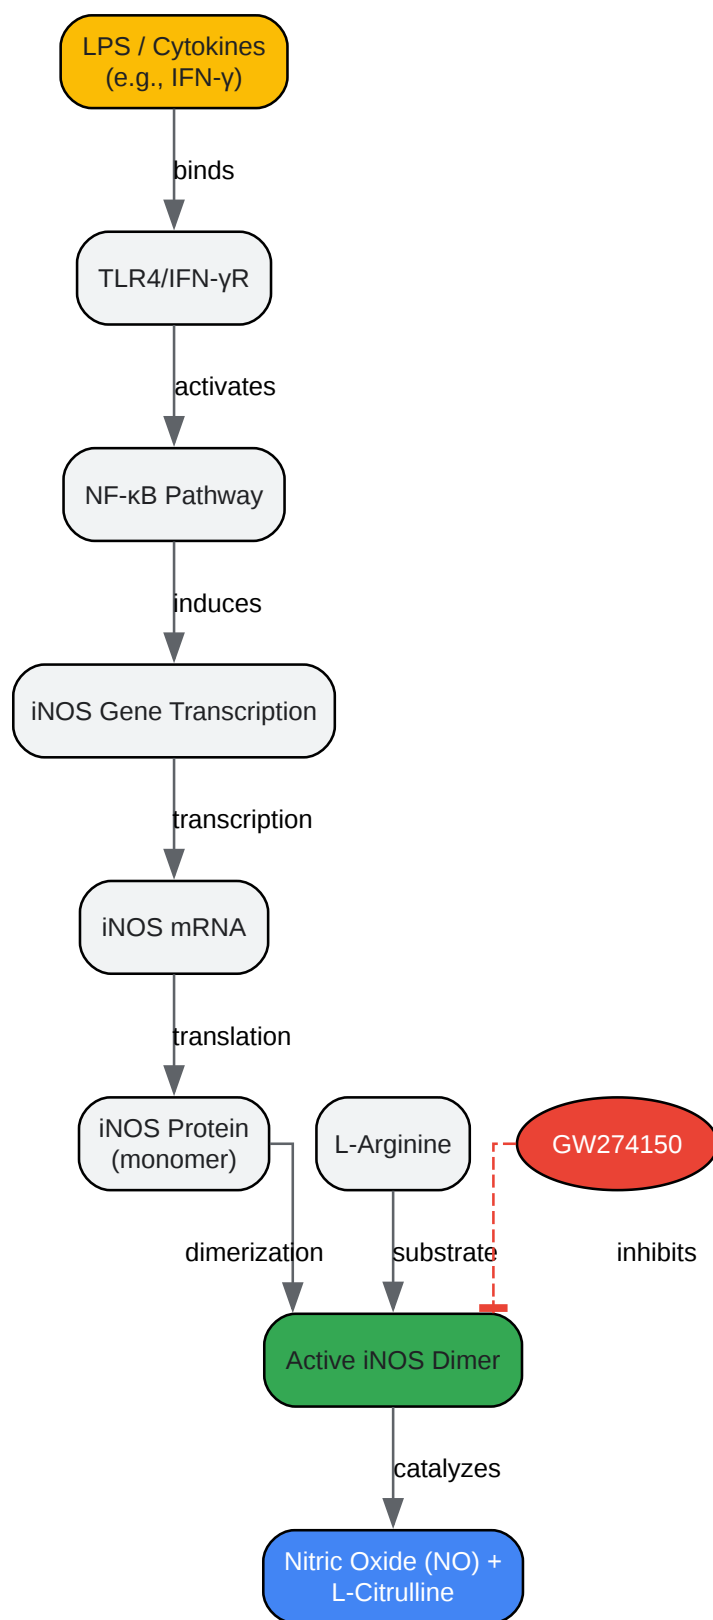 LPS / Cytokines
(e.g., IFN-γ)
binds
TLR4/IFN-γR
activates
NF-κB Pathway
induces
iNOS Gene Transcription
transcription
iNOS mRNA
translation
iNOS Protein
(monomer)
L-Arginine
GW274150
dimerization
substrate
inhibits
Active iNOS Dimer
catalyzes
Nitric Oxide (NO) +
L-Citrulline